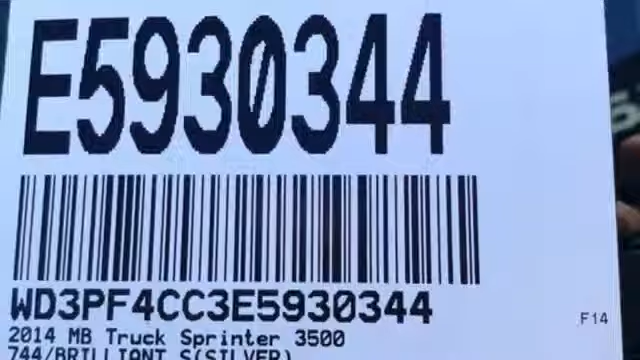 E5930344
WD3PF4CC3E5930344
F14
2014 MB Truck Sprinter 3500
744/BRILLIANT S(SILVER)